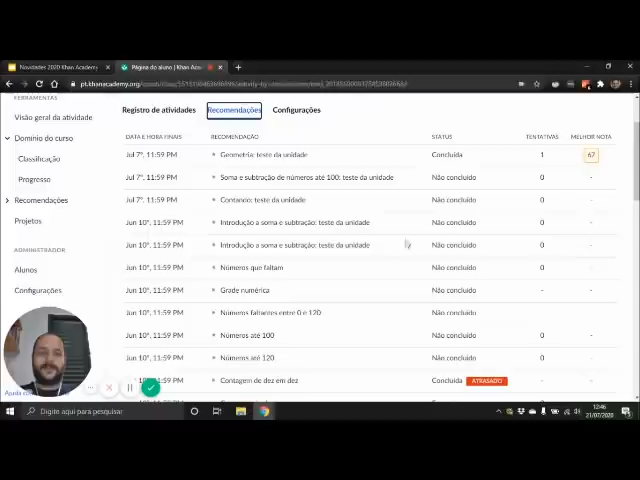 Novidades 2020 Khan Academy
Página do aluno | Khan Aca
pt.khanacademy.org
FERRAMENTAS
Visão geral da atividade
Domínio do curso
Classificação
Progresso
Recomendações
Projetos
ADMINISTRADOR
Alunos
Configurações
Registro de atividades Recomendações Configurações
DATA E HORA FINAIS RECOMENDAÇÃO STATUS TENTATIVAS MELHOR NOTA
Jul 7º, 11:59 PM Geometria: teste da unidade Concluída 1 67
Jul 7º, 11:59 PM Soma e subtração de números até 100: teste da unidade Não concluído 0 -
Jul 7º, 11:59 PM Contando: teste da unidade Não concluído 0 -
Jun 10º, 11:59 PM Introdução a soma e subtração: teste da unidade Não concluído 0 -
Jun 10º, 11:59 PM Introdução a soma e subtração: teste da unidade Não concluído 0 -
Jun 10º, 11:59 PM Números que faltam Não concluído 0 -
Jun 10º, 11:59 PM Grade numérica Não concluído - -
Jun 10º, 11:59 PM Números faltantes entre 0 e 120 Não concluído
Jun 10º, 11:59 PM Números até 100 Não concluído 0 -
Jun 10º, 11:59 PM Números até 120 Não concluído 0 -
11:59 PM Contagem de dez em dez Concluída ATRASADO - -
Digite aqui para pesquisar
12:46
21/07/2020